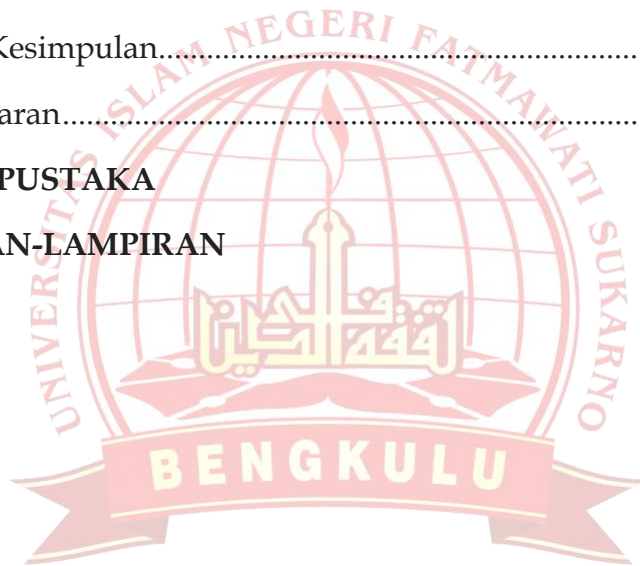 Kesimpulan
aran
PUSTAKA
AN-LAMPIRAN
UNIVERSITAS ISLAM NEGERI FATMAWATI SUKARNO
BENGKULU